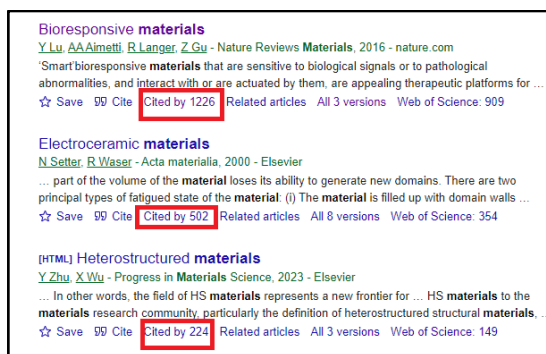 Bioresponsive materials
Y Lu, AA Aimetti, R Langer, Z Gu - Nature Reviews Materials, 2016 - nature.com
'Smart'bioresponsive materials that are sensitive to biological signals or to pathological
abnormalities, and interact with or are actuated by them, are appealing therapeutic platforms for ...
☆ Save 99 Cite Cited by 1226 Related articles All 3 versions Web of Science: 909
Electroceramic materials
N Setter, R Waser - Acta materialia, 2000 - Elsevier
... part of the volume of the material loses its ability to generate new domains. There are two
principal types of fatigued state of the material: (i) The material is filled up with domain walls ...
☆ Save 99 Cite Cited by 502 Related articles All 8 versions Web of Science: 354
[HTML] Heterostructured materials
Y Zhu, X Wu - Progress in Materials Science, 2023 - Elsevier
... In other words, the field of HS materials represents a new frontier for ... HS materials to the
materials research community, particularly the definition of heterostructured structural materials, ...
☆ Save 99 Cite Cited by 224 Related articles All 3 versions Web of Science: 149